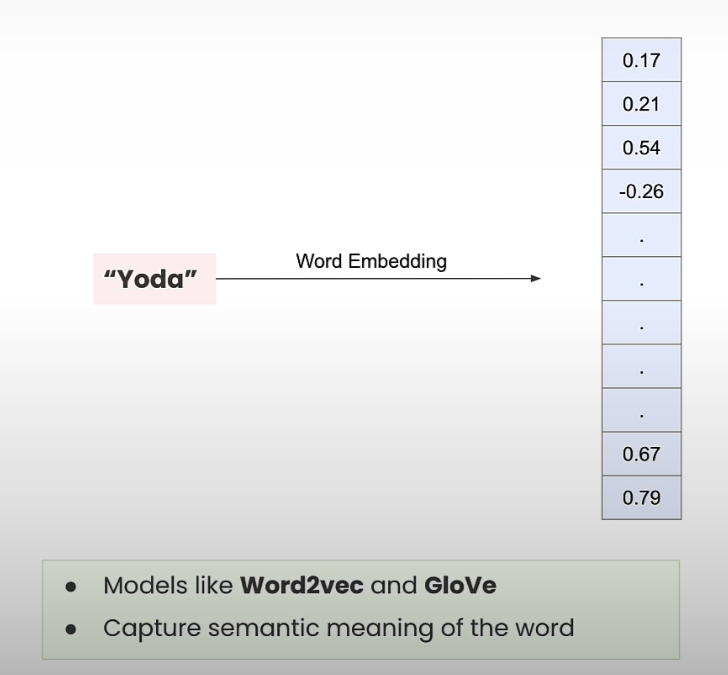 0.17
0.21
0.54
-0.26
.
.
.
.
.
0.67
0.79
“Yoda”
Word Embedding
● Models like Word2vec and GloVe
● Capture semantic meaning of the word